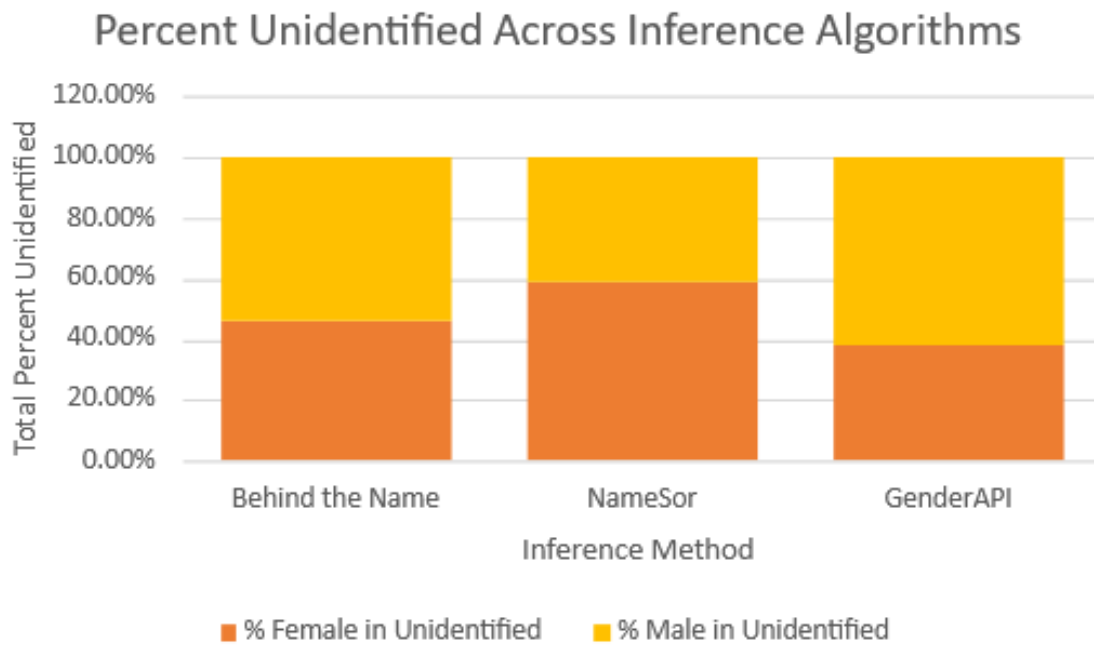 Percent Unidentified Across Inference Algorithms
Total Percent Unidentified
120.00%
100.00%
80.00%
60.00%
40.00%
20.00%
0.00%
Behind the Name NameSor GenderAPI
Inference Method
% Female in Unidentified % Male in Unidentified